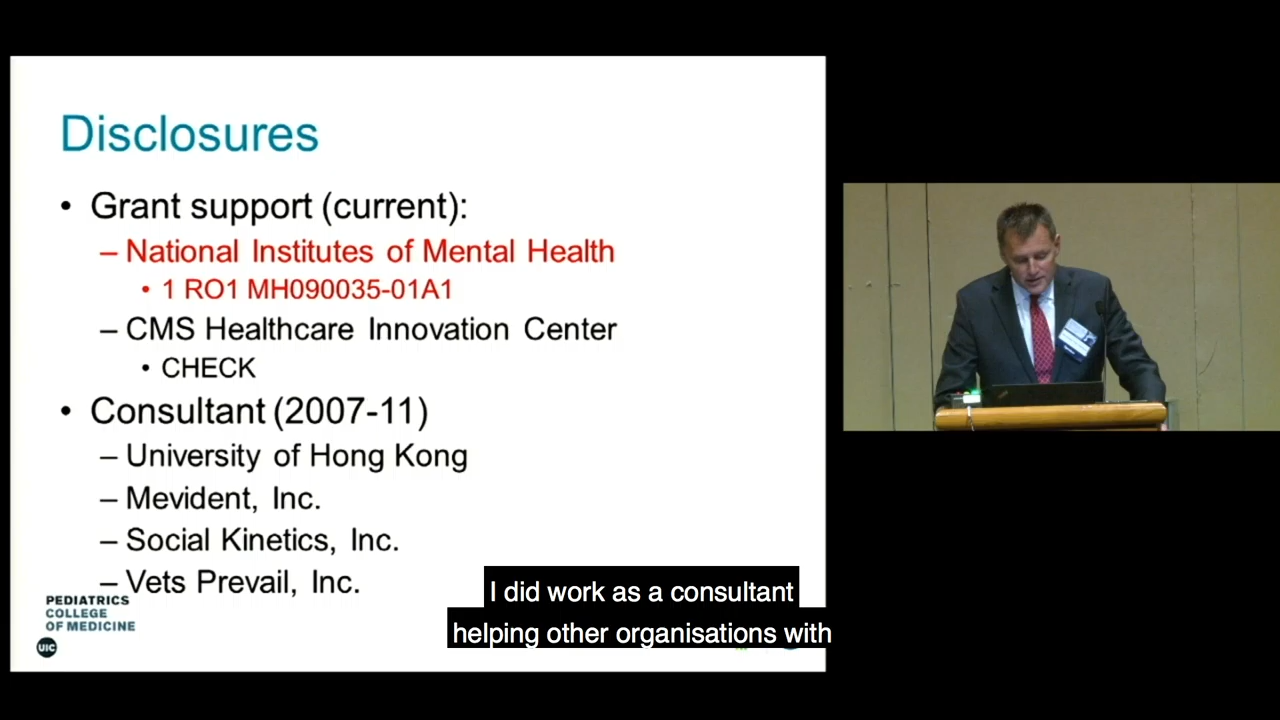 Disclosures
• Grant support (current):
– National Institutes of Mental Health
• 1 RO1 MH090035-01A1
– CMS Healthcare Innovation Center
• CHECK
• Consultant (2007-11)
– University of Hong Kong
– Mevident, Inc.
– Social Kinetics, Inc.
– Vets Prevail, Inc.
PEDIATRICS
COLLEGE
OF MEDICINE
UIC
I did work as a consultant
helping other organisations with